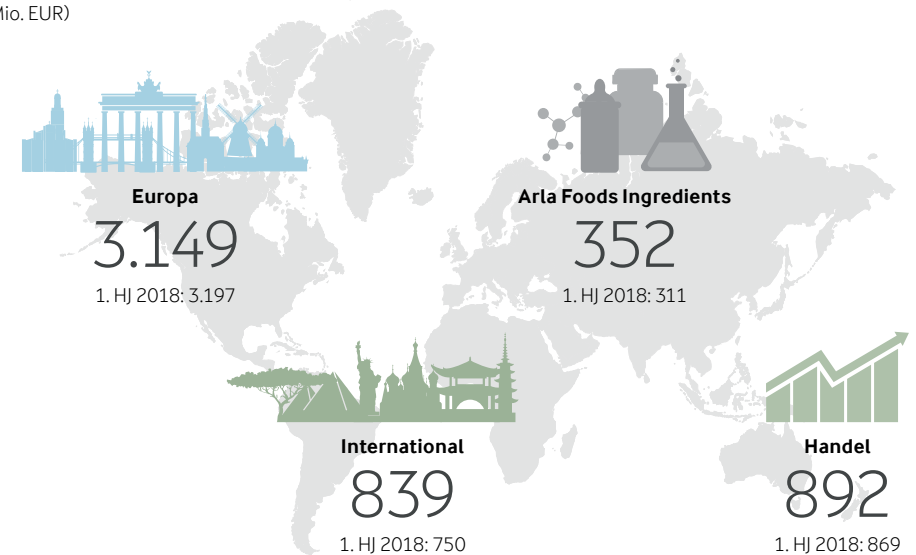 Mio. EUR)
Europa
3.149
1. HJ 2018: 3.197
Arla Foods Ingredients
352
1. HJ 2018: 311
International
839
1. HJ 2018: 750
Handel
892
1. HJ 2018: 869